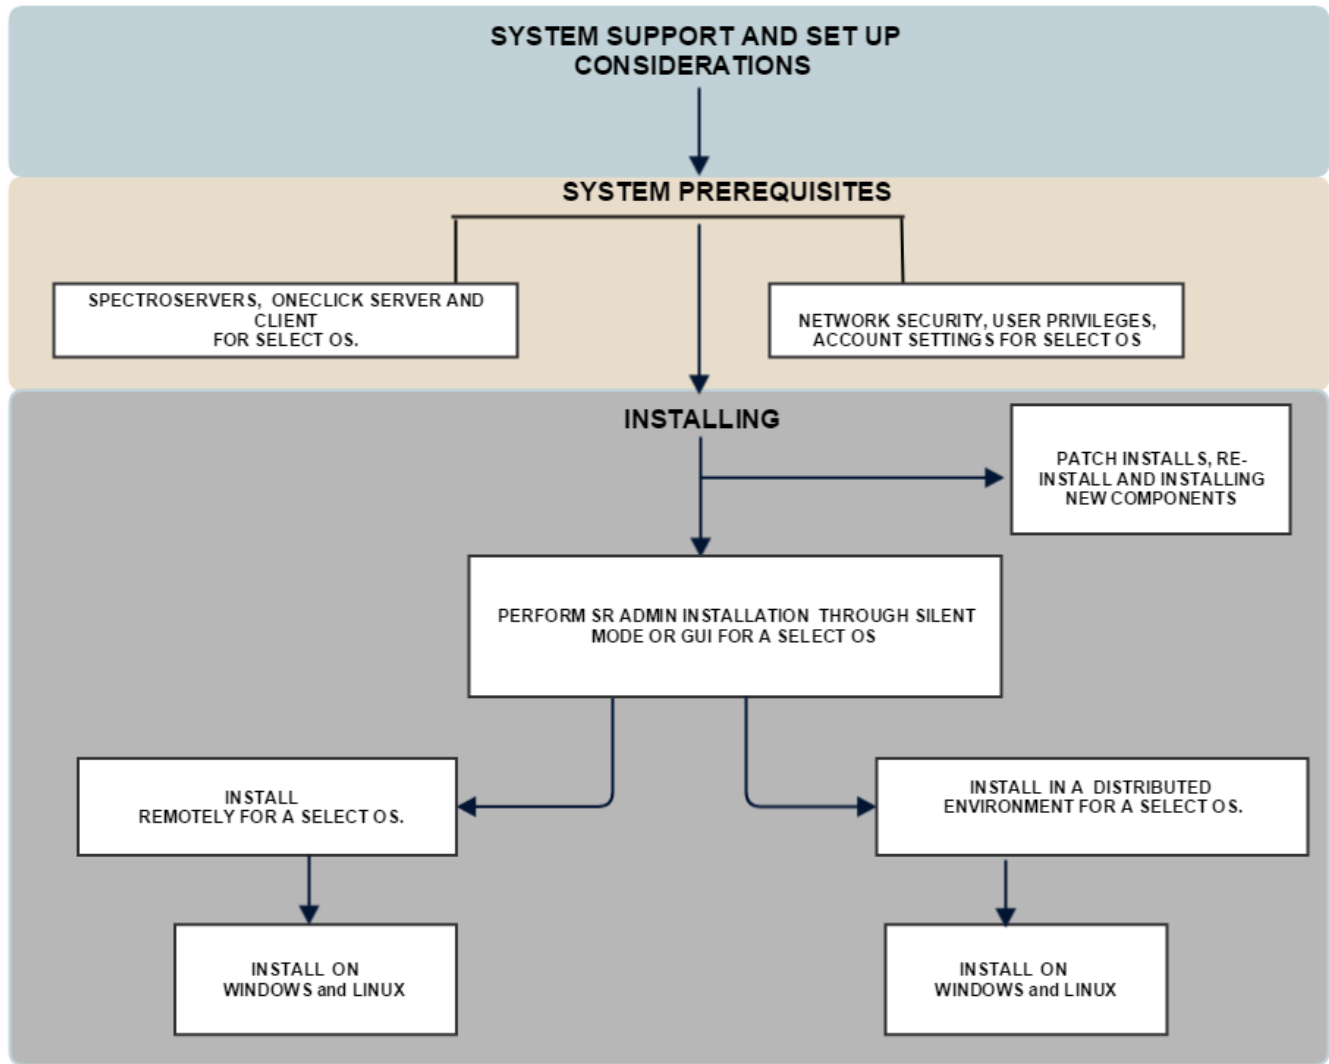 SYSTEM SUPPORT AND SET UP
CONSIDERATIONS
SYSTEM PREREQUISITES
SPECTROSERVERS, ONECLICK SERVER AND
CLIENT
FOR SELECT OS.
NETWORK SECURITY, USER PRIVILEGES,
ACCOUNT SETTINGS FOR SELECT OS
INSTALLING
PATCH INSTALLS, RE-
INSTALL AND INSTALLING
NEW COMPONENTS
PERFORM SR ADMIN INSTALLATION THROUGH SILENT
MODE OR GUI FOR A SELECT OS
INSTALL
REMOTELY FOR A SELECT OS.
INSTALL IN A DISTRIBUTED
ENVIRONMENT FOR A SELECT OS.
INSTALL ON
WINDOWS and LINUX
INSTALL ON
WINDOWS and LINUX